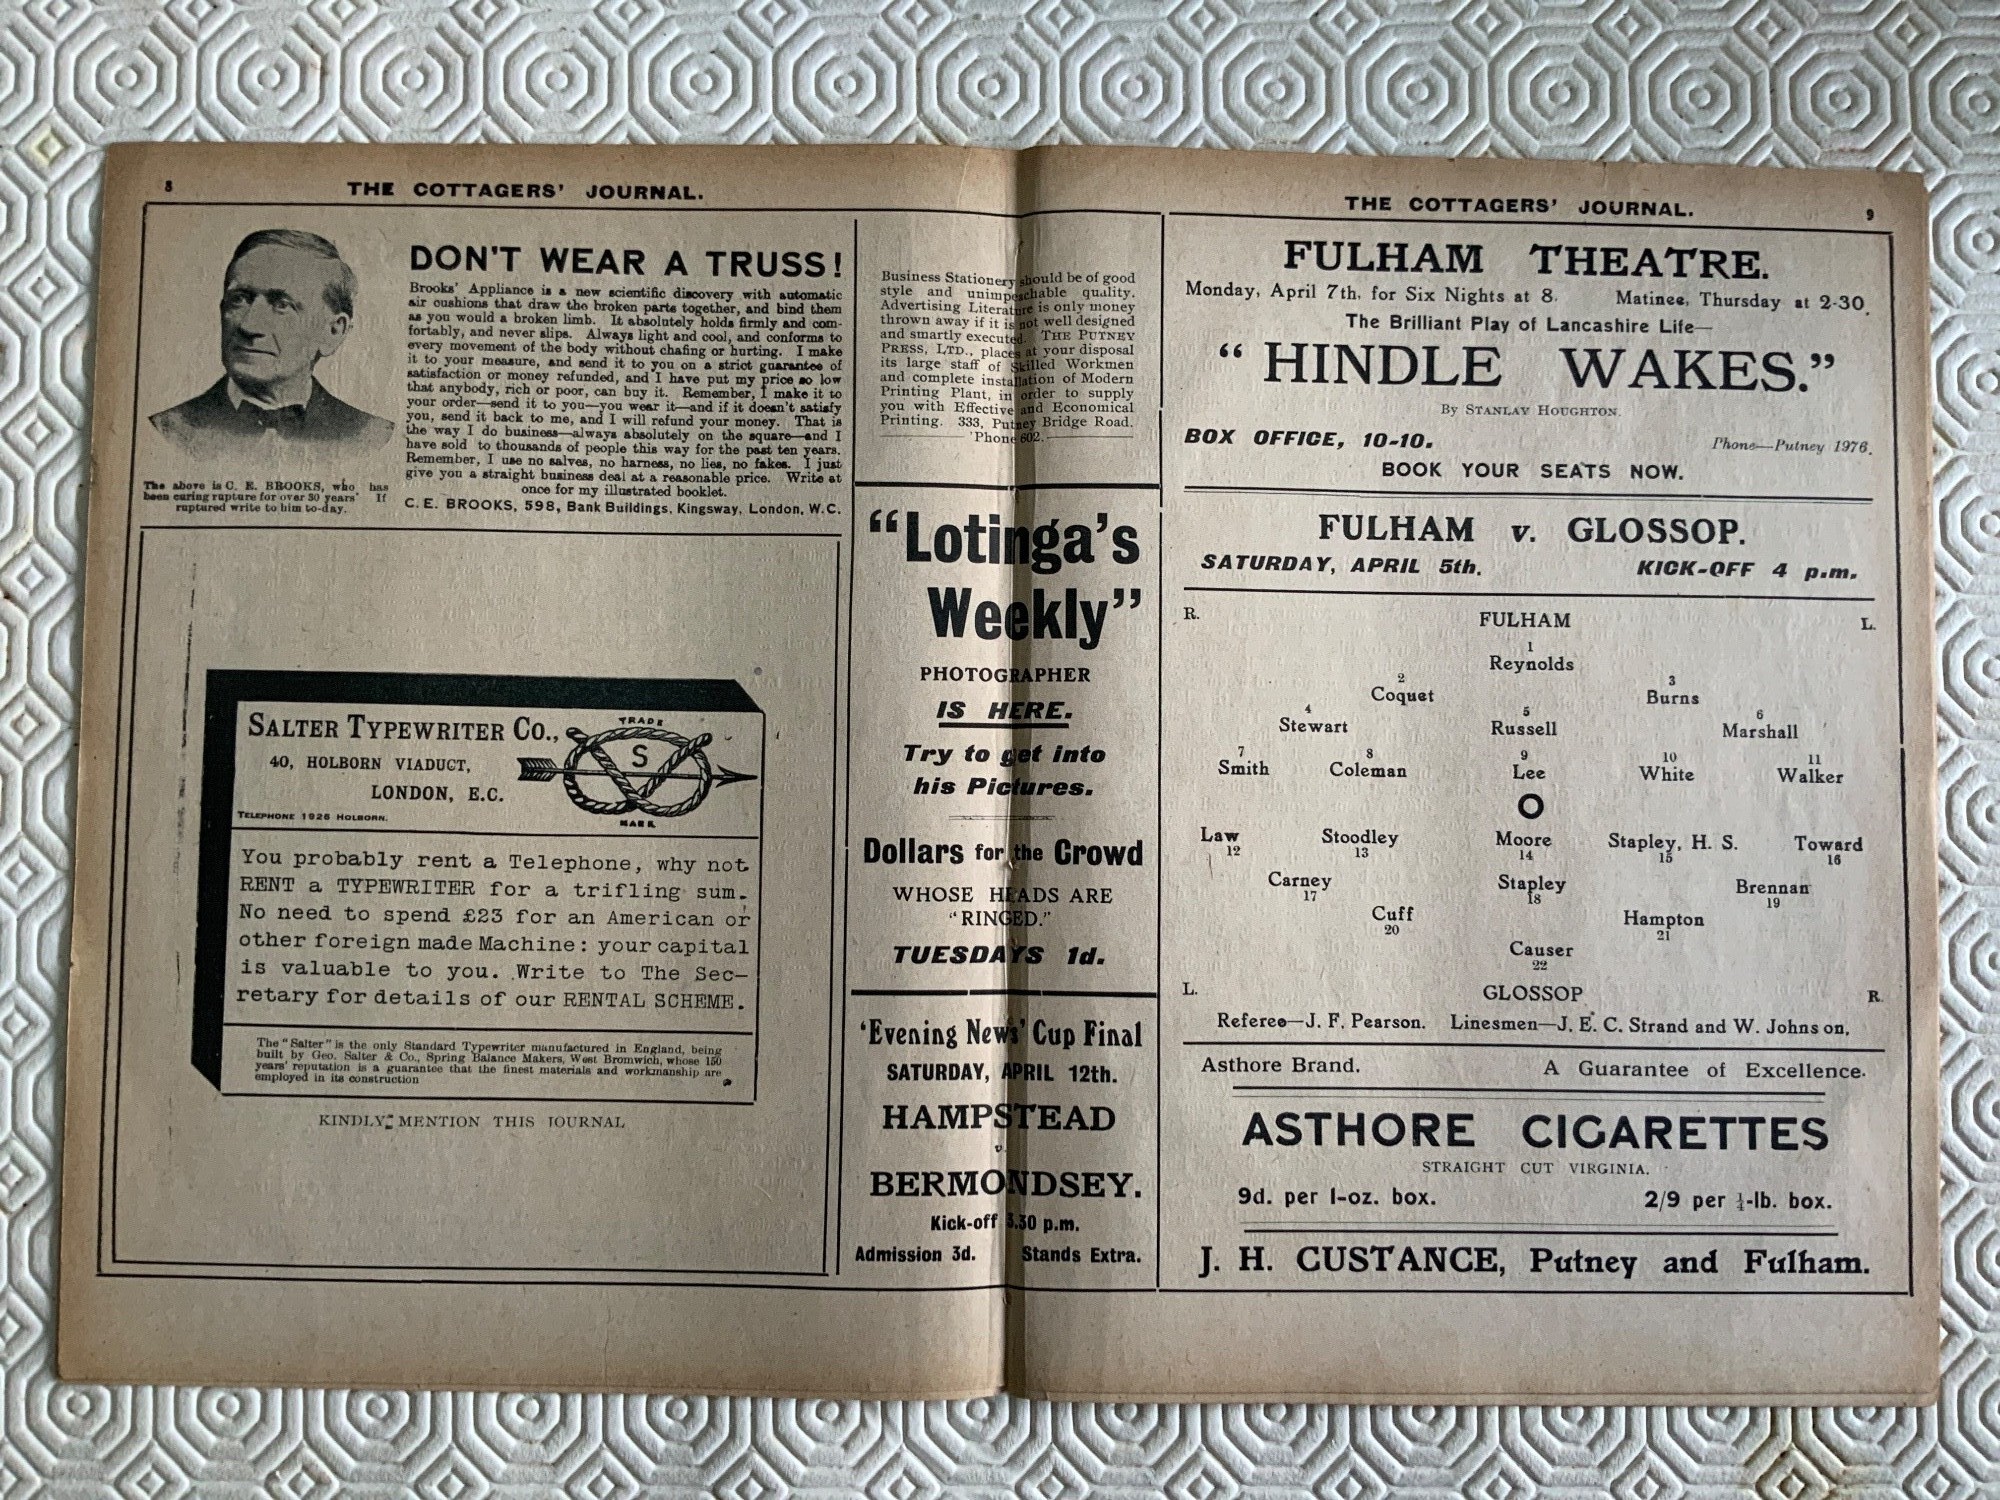 8
THE COTTAGERS' JOURNAL.
DON'T WEAR A TRUSS!
Brooks' Appliance is a new scientific discovery with automatic
air cushions that draw the broken parts together, and bind them
as you would a broken limb. It absolutely holds firmly and com-
fortably, and never slips. Always light and cool, and conforms to
every movement of the body without chafing or hurting. I make
it to your measure, and send it to you on a strict guarantee of
satisfaction or money refunded, and I have put my price so low
that anybody, rich or poor, can buy it. Remember, I make it to
your order—send it to you—you wear it—and if it doesn't satisfy
you, send it back to me, and I will refund your money. That is
the way I do business—always absolutely on the square—and I
have sold to thousands of people this way for the past ten years.
Remember, I use no salves, no harness, no lies, no fakes. I just
give you a straight business deal at a reasonable price. Write at
once for my illustrated booklet.
C. E. BROOKS, 598, Bank Buildings, Kingsway, London, W.C.
The above is C. E. BROOKS, who has
been curing rupture for over 30 years' If
ruptured write to him to-day.
TRADE
S
MARK
SALTER TYPEWRITER CO.,
40, HOLBORN VIADUCT,
LONDON, E.C.
TELEPHONE 1926 HOLBORN.
You probably rent a Telephone, why not
RENT a TYPEWRITER for a trifling sum.
No need to spend £23 for an American or
other foreign made Machine: your capital
is valuable to you. Write to The Sec-
retary for details of our RENTAL SCHEME.
The "Salter" is the only Standard Typewriter manufactured in England, being
built by Geo. Salter & Co., Spring Balance Makers, West Bromwich, whose 150
years' reputation is a guarantee that the finest materials and workmanship are
employed in its construction
KINDLY MENTION THIS JOURNAL
Business Stationery should be of good
style and unimpeachable quality.
Advertising Literature is only money
thrown away if it is not well designed
and smartly executed. THE PUTNEY
PRESS, LTD., places at your disposal
its large staff of Skilled Workmen
and complete installation of Modern
Printing Plant, in order to supply
you with Effective and Economical
Printing. 333, Putney Bridge Road.
'Phone 602.
"Lotinga's
Weekly"
PHOTOGRAPHER
IS HERE.
Try to get into
his Pictures.
Dollars for the Crowd
WHOSE HEADS ARE
"RINGED."
TUESDAYS 1d.
'Evening News' Cup Final
SATURDAY, APRIL 12th.
HAMPSTEAD
v.
BERMONDSEY.
Kick-off 3.30 p.m.
Admission 3d. Stands Extra.
THE COTTAGERS' JOURNAL.
9
FULHAM THEATRE.
Monday, April 7th, for Six Nights at 8. Matinee, Thursday at 2-30.
The Brilliant Play of Lancashire Life—
"HINDLE WAKES."
By STANLAY HOUGHTON.
BOX OFFICE, 10-10. Phone—Putney 1976.
BOOK YOUR SEATS NOW.
FULHAM v. GLOSSOP.
SATURDAY, APRIL 5th. KICK-OFF 4 p.m.
R. FULHAM L.
1
Reynolds
2 3
Coquet Burns
4 5 6
Stewart Russell Marshall
7 8 9 10 11
Smith Coleman Lee White Walker
O
Law Stoodley Moore Stapley, H. S. Toward
12 13 14 15 16
Carney Stapley Brennan
17 18 19
Cuff Hampton
20 21
Causer
22
L. GLOSSOP R.
Referee—J. F. Pearson. Linesmen—J. E. C. Strand and W. Johns on,
Asthore Brand. A Guarantee of Excellence.
ASTHORE CIGARETTES
STRAIGHT CUT VIRGINIA.
9d. per 1-oz. box. 2/9 per ¼-lb. box.
J. H. CUSTANCE, Putney and Fulham.